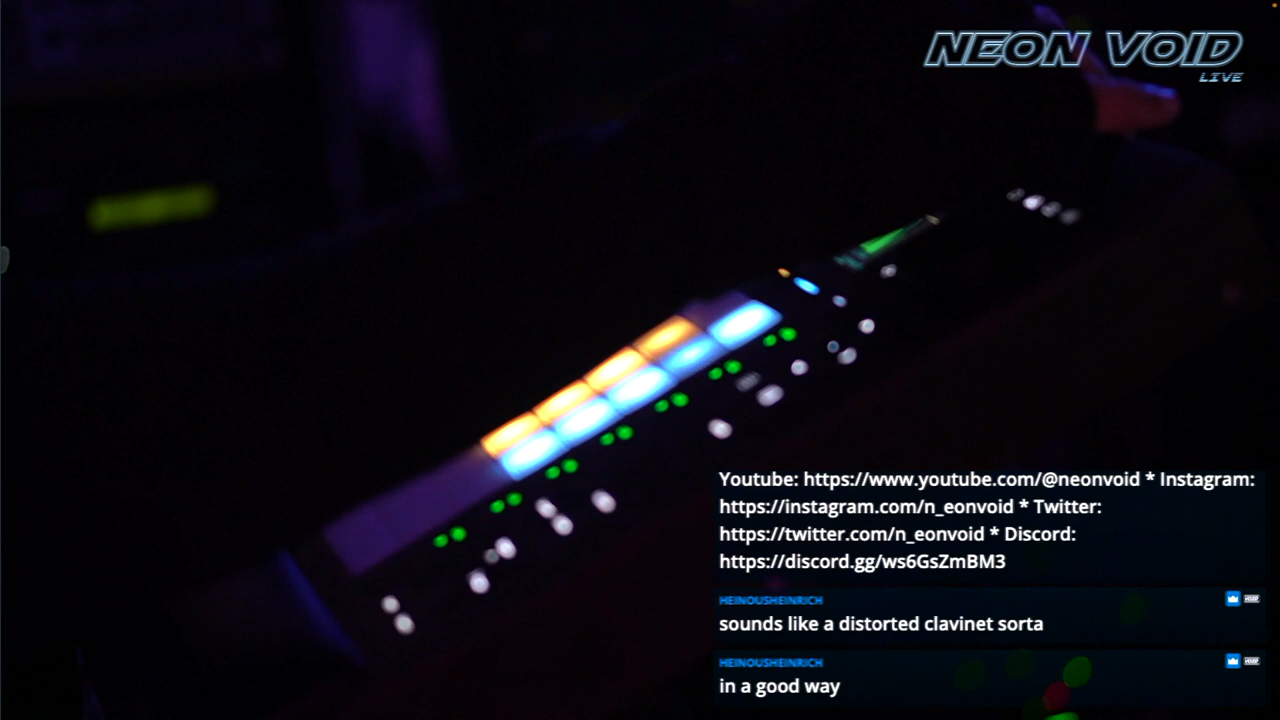 NEON VOID
LIVE
Youtube: https://www.youtube.com/@neonvoid * Instagram:
https://instagram.com/n_eonvoid * Twitter:
https://twitter.com/n_eonvoid * Discord:
https://discord.gg/ws6GsZmBM3
HEINOUSHEINRICH
sounds like a distorted clavinet sorta
HEINOUSHEINRICH
in a good way